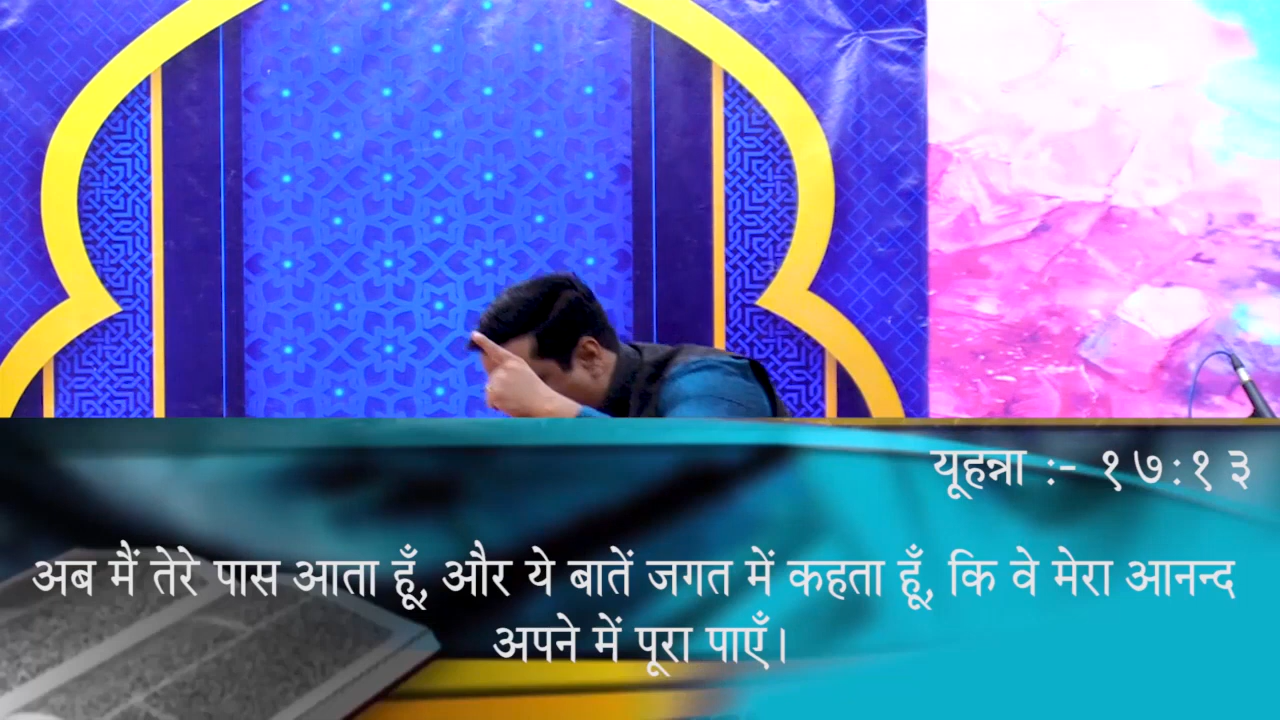 यूहन्ना :- १७:१३
अब मैं तेरे पास आता हूँ, और ये बातें जगत में कहता हूँ, कि वे मेरा आनन्द
अपने में पूरा पाएँ।